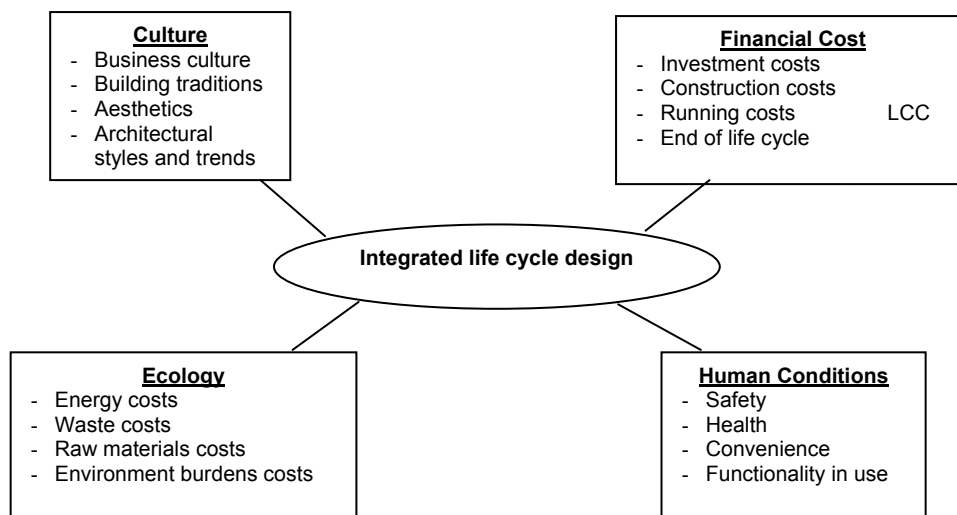 Culture
- Business culture
- Building traditions
- Aesthetics
- Architectural
styles and trends
Financial Cost
- Investment costs
- Construction costs
- Running costs LCC
- End of life cycle
Integrated life cycle design
Ecology
- Energy costs
- Waste costs
- Raw materials costs
- Environment burdens costs
Human Conditions
- Safety
- Health
- Convenience
- Functionality in use